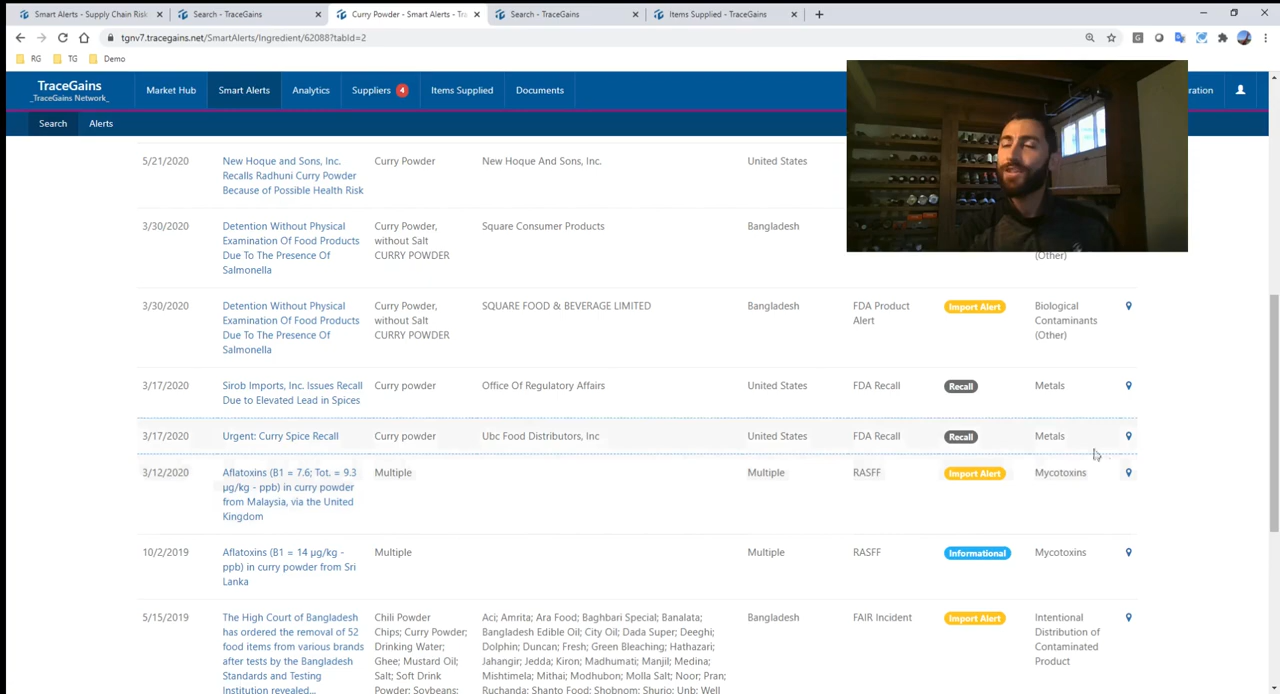 Smart Alerts - Supply Chain Risk
Search - TraceGains
Curry Powder - Smart Alerts - Tra
Search - TraceGains
Items Supplied - TraceGains
tgnv7.tracegains.net/SmartAlerts/Ingredient/62088?tabId=2
RG
TG
Demo
TraceGains
_TraceGains Network_
Market Hub
Smart Alerts
Analytics
Suppliers 4
Items Supplied
Documents
ration
Search
Alerts
5/21/2020
New Hoque and Sons, Inc.
Recalls Radhuni Curry Powder
Because of Possible Health Risk
Curry Powder
New Hoque And Sons, Inc.
United States
3/30/2020
Detention Without Physical
Examination Of Food Products
Due To The Presence Of
Salmonella
Curry Powder,
without Salt
CURRY POWDER
Square Consumer Products
Bangladesh
(Other)
3/30/2020
Detention Without Physical
Examination Of Food Products
Due To The Presence Of
Salmonella
Curry Powder,
without Salt
CURRY POWDER
SQUARE FOOD & BEVERAGE LIMITED
Bangladesh
FDA Product
Alert
Import Alert
Biological
Contaminants
(Other)
3/17/2020
Sirob Imports, Inc. Issues Recall
Due to Elevated Lead in Spices
Curry powder
Office Of Regulatory Affairs
United States
FDA Recall
Recall
Metals
3/17/2020
Urgent: Curry Spice Recall
Curry powder
Ubc Food Distributors, Inc
United States
FDA Recall
Recall
Metals
3/12/2020
Aflatoxins (B1 = 7.6; Tot. = 9.3
µg/kg - ppb) in curry powder
from Malaysia, via the United
Kingdom
Multiple
Multiple
RASFF
Import Alert
Mycotoxins
10/2/2019
Aflatoxins (B1 = 14 µg/kg -
ppb) in curry powder from Sri
Lanka
Multiple
Multiple
RASFF
Informational
Mycotoxins
5/15/2019
The High Court of Bangladesh
has ordered the removal of 52
food items from various brands
after tests by the Bangladesh
Standards and Testing
Institution revealed...
Chili Powder
Chips; Curry Powder;
Drinking Water;
Ghee; Mustard Oil;
Salt; Soft Drink
Powder; Soybeans;
Aci; Amrita; Ara Food; Baghbari Special; Banalata;
Bangladesh Edible Oil; City Oil; Dada Super; Deeghi;
Dolphin; Duncan; Fresh; Green Bleaching; Hathazari;
Jahangir; Jedda; Kiron; Madhumati; Manjil; Medina;
Mishtimela; Mithai; Modhubon; Molla Salt; Noor; Pran;
Ruchanda; Shanto Food; Shobnom; Shurjo; Unb; Well
Bangladesh
FAIR Incident
Import Alert
Intentional
Distribution of
Contaminated
Product